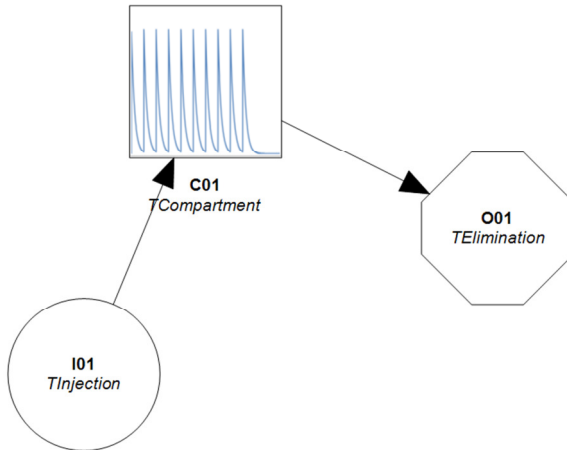 C01
TCompartment
O01
TElimination
I01
TInjection